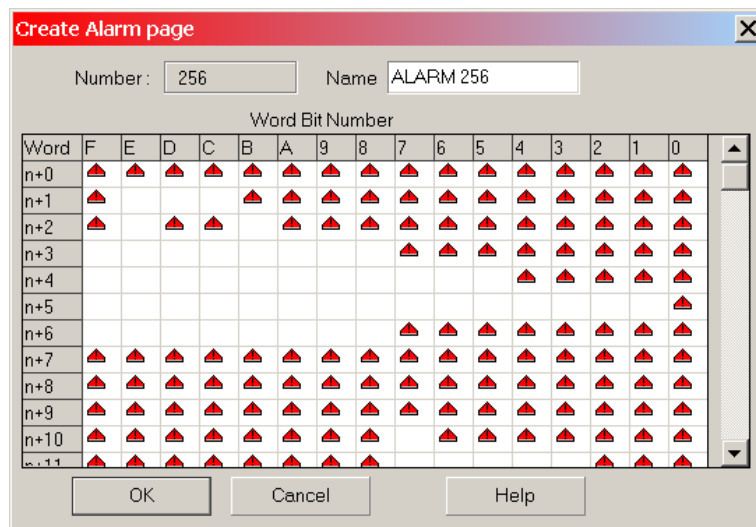 Create Alarm page
Number : 256 Name ALARM 256
Word Bit Number
Word F E D C B A 9 8 7 6 5 4 3 2 1 0
n+0
n+1
n+2
n+3
n+4
n+5
n+6
n+7
n+8
n+9
n+10
n+11
OK Cancel Help